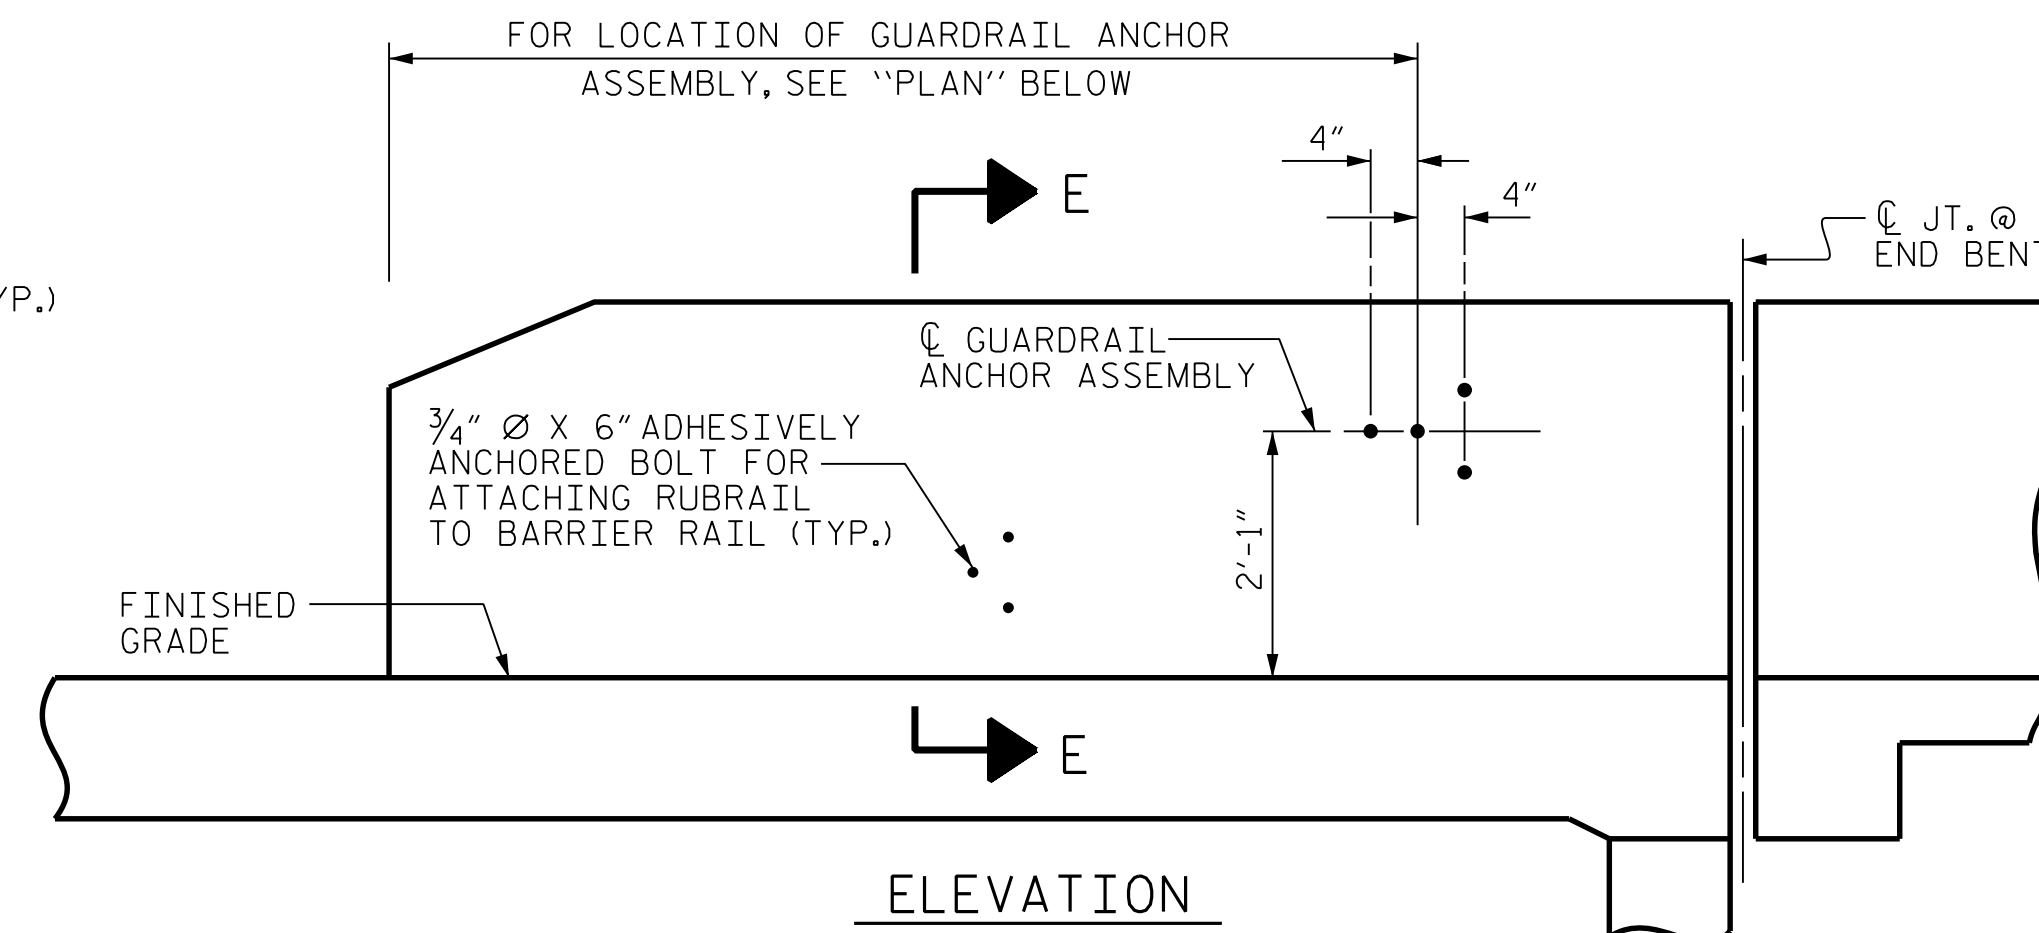 FOR LOCATION OF GUARDRAIL ANCHOR
ASSEMBLY, SEE "PLAN" BELOW
4"
4"
E
℄ JT. @
END BENT
YP.)
℄ GUARDRAIL
ANCHOR ASSEMBLY
3/4" Ø X 6" ADHESIVELY
ANCHORED BOLT FOR
ATTACHING RUBRAIL
TO BARRIER RAIL (TYP.)
2'-1"
FINISHED
GRADE
E
ELEVATION